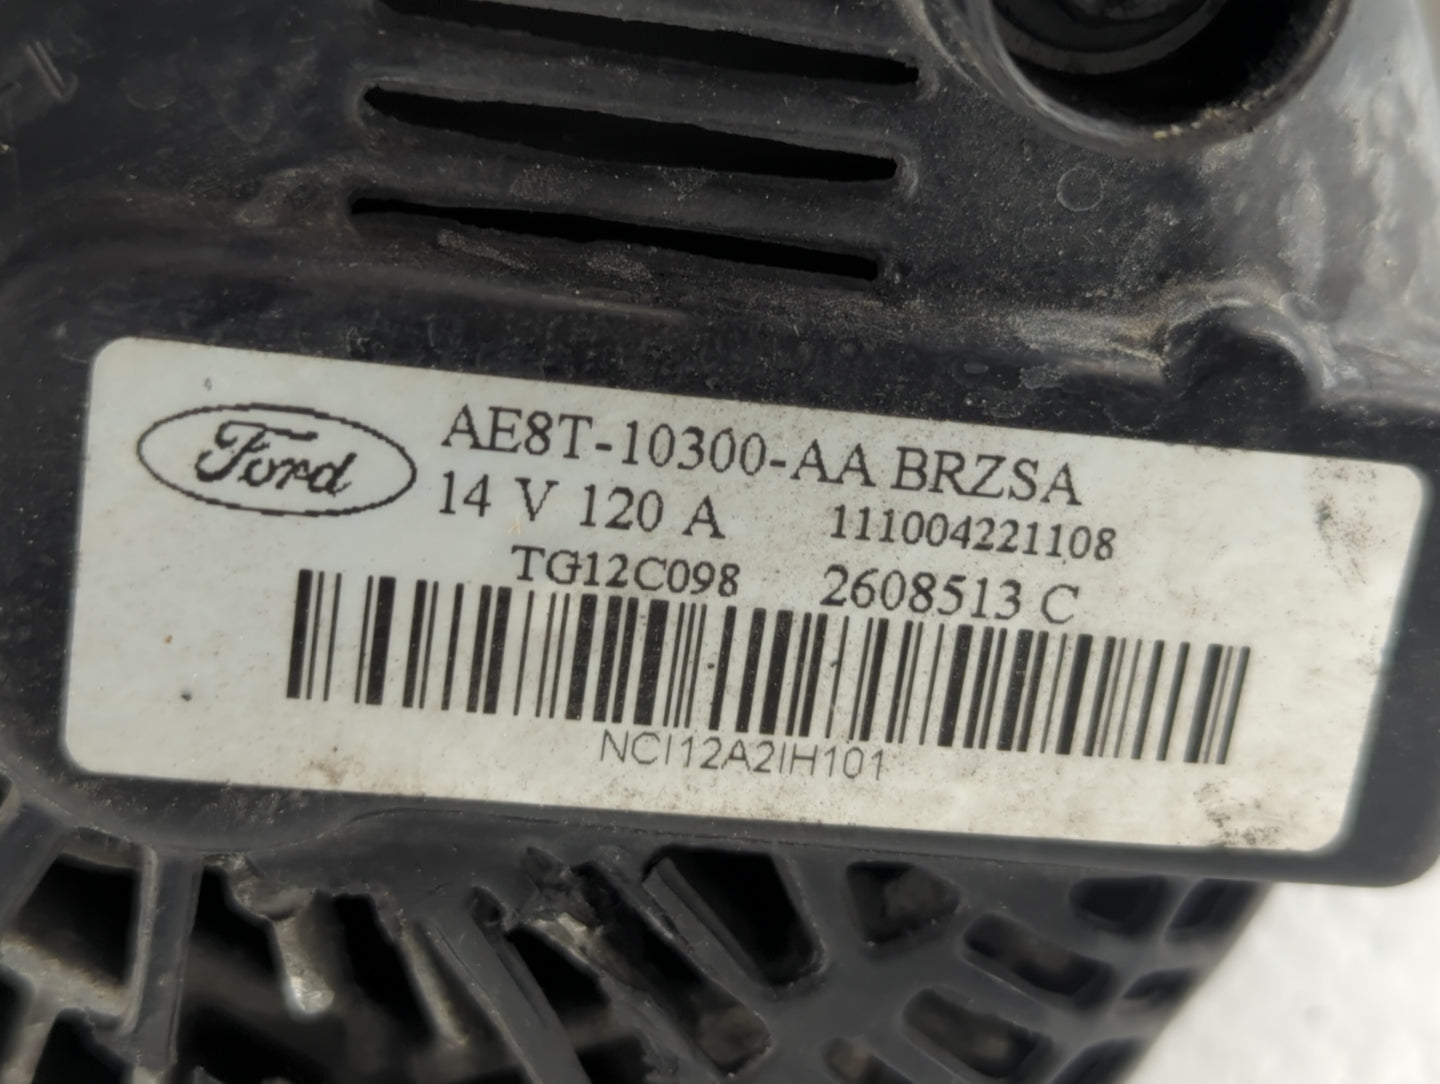 Ford
AE8T-10300-AA BRZSA
14 V 120 A 111004221108
TG12C098 2608513 C
NCI12A2IH101